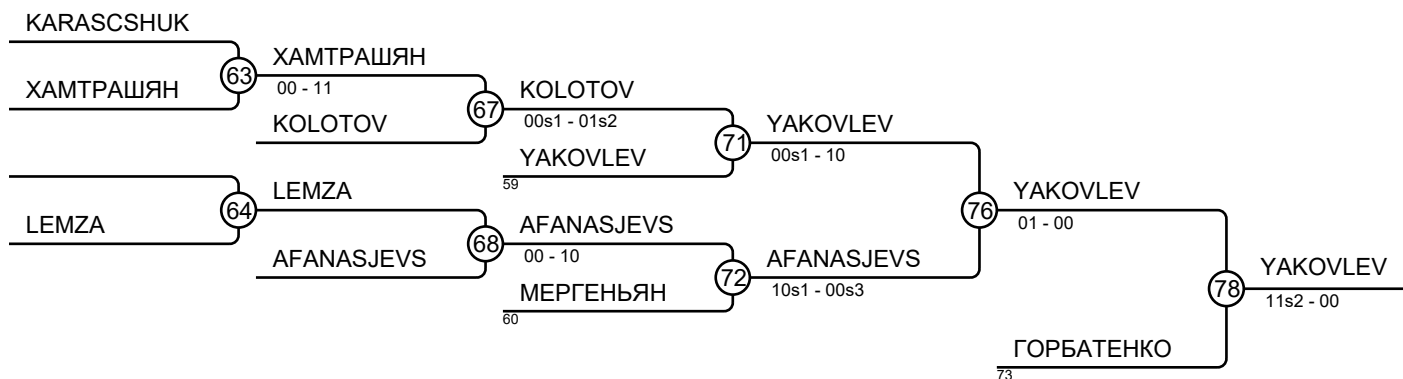 KARASCSHUK
63
ХАМТРАШЯН
ХАМТРАШЯН
00 - 11
67
KOLOTOV
KOLOTOV
00s1 - 01s2
71
YAKOVLEV
59
YAKOVLEV
00s1 - 10
64
LEMZA
LEMZA
68
AFANASJEVS
AFANASJEVS
00 - 10
72
МЕРГЕНЬЯН
60
AFANASJEVS
10s1 - 00s3
76
YAKOVLEV
01 - 00
78
ГОРБАТЕНКО
73
YAKOVLEV
11s2 - 00